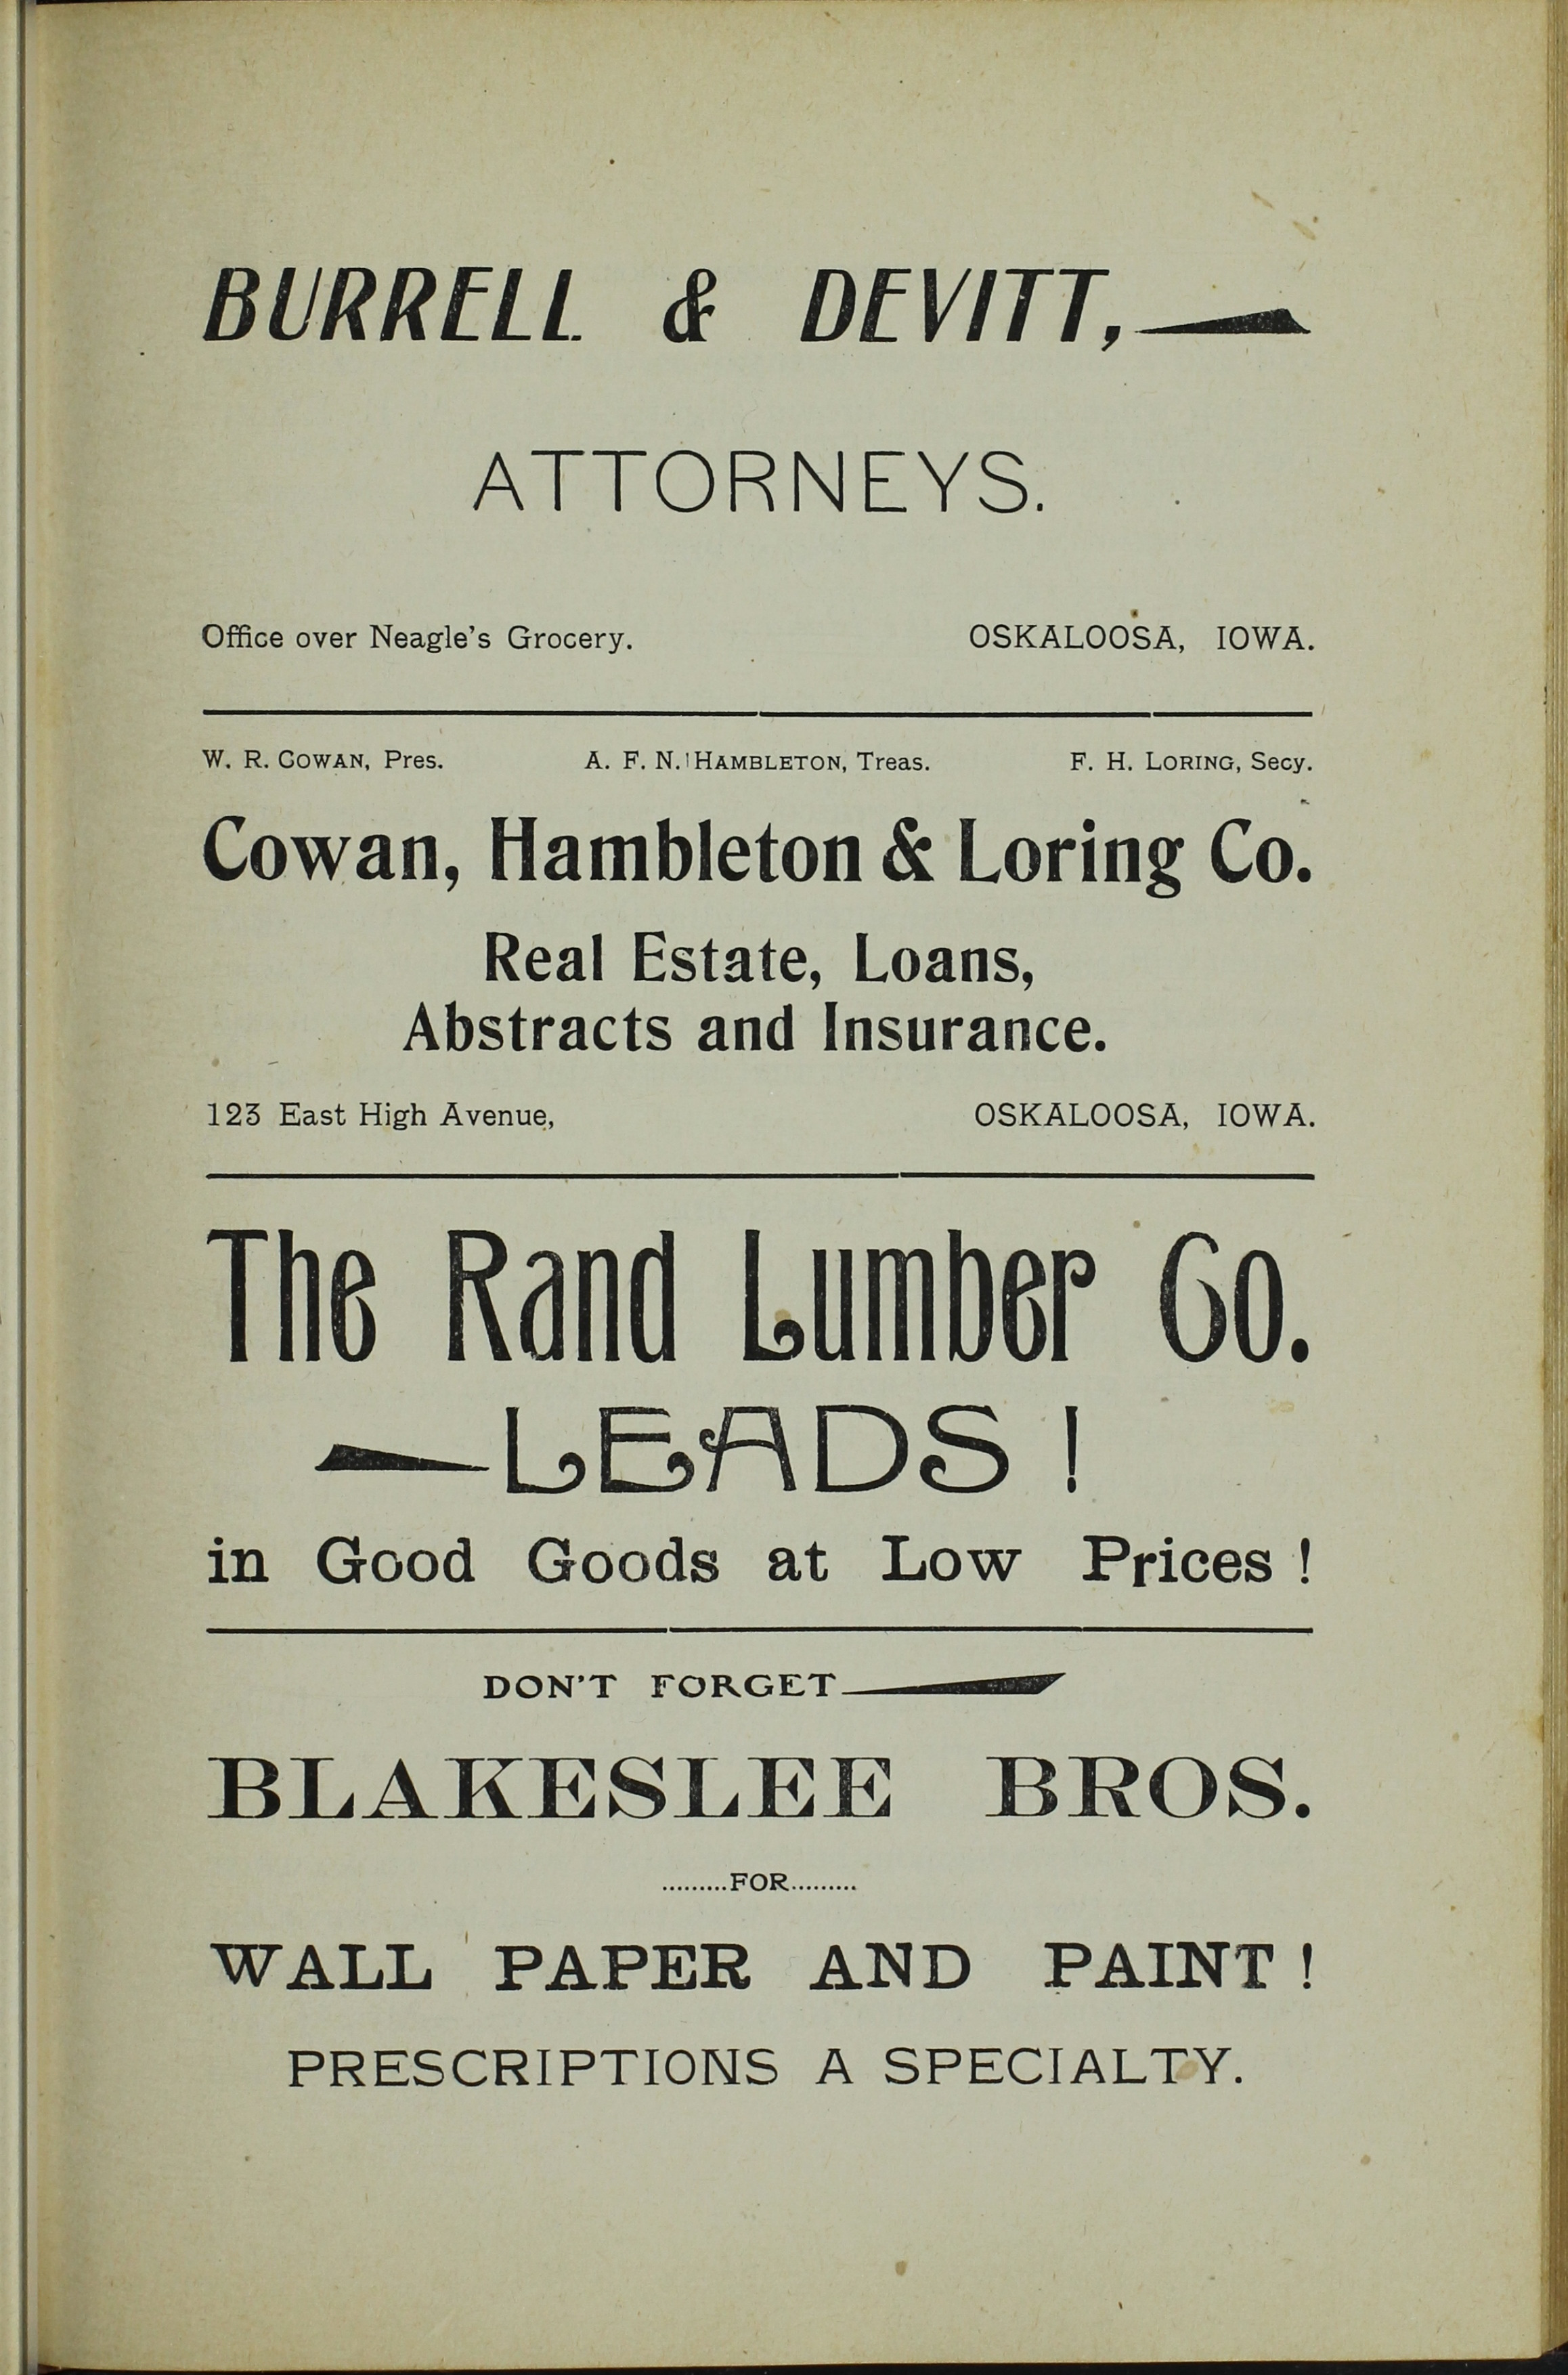 BURRELL & DEVITT,
ATTORNEYS.
Office over Neagle's Grocery. OSKALOOSA, IOWA.
W. R. COWAN, Pres. A. F. N. HAMBLETON, Treas. F. H. LORING, Secy.
Cowan, Hambleton & Loring Co.
Real Estate, Loans,
Abstracts and Insurance.
123 East High Avenue, OSKALOOSA, IOWA.
The Rand Lumber Co.
LEADS!
in Good Goods at Low Prices!
DON'T FORGET
BLAKESLEE BROS.
.........FOR.........
WALL PAPER AND PAINT!
PRESCRIPTIONS A SPECIALTY.